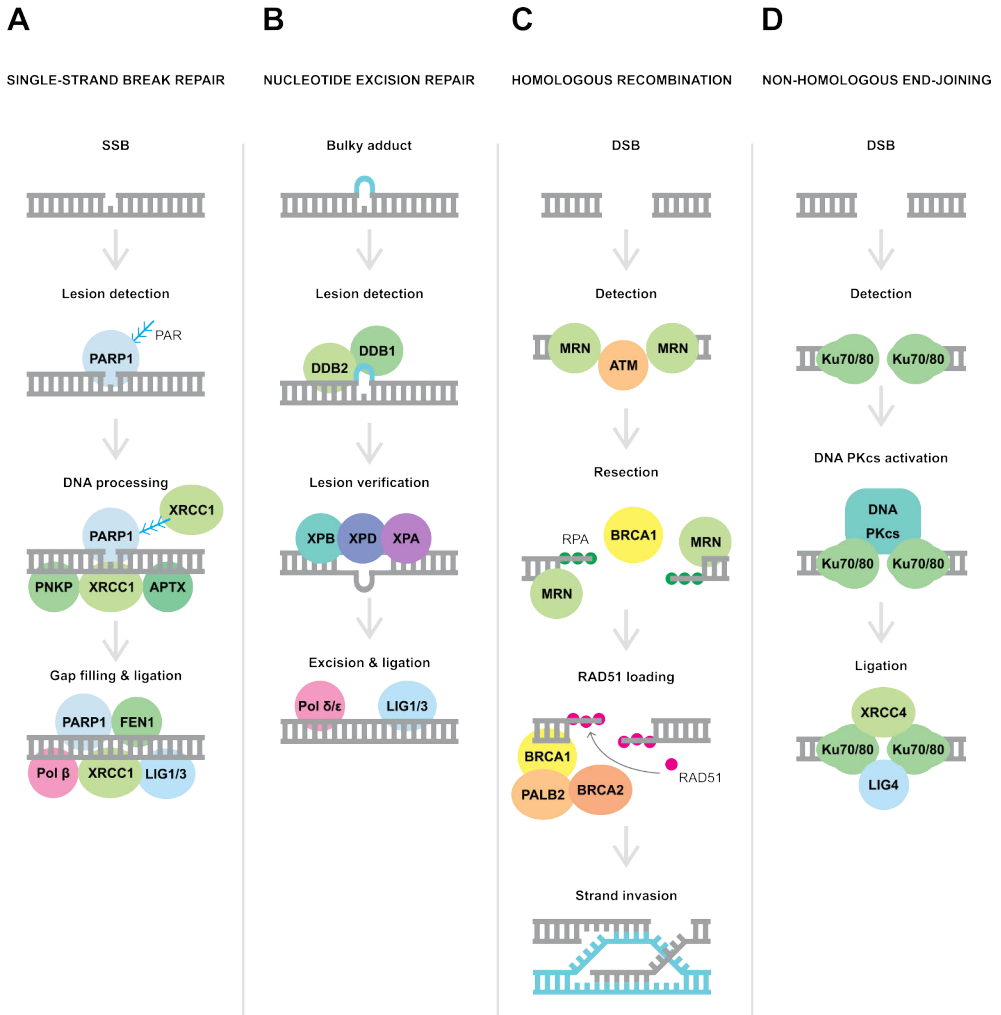 A
SINGLE-STRAND BREAK REPAIR
SSB
Lesion detection
PAR
PARP1
DNA processing
XRCC1
PARP1
PNKP
XRCC1
APTX
Gap filling & ligation
PARP1
FEN1
Pol β
XRCC1
LIG1/3
B
NUCLEOTIDE EXCISION REPAIR
Bulky adduct
Lesion detection
DDB1
DDB2
Lesion verification
XPB
XPD
XPA
Excision & ligation
Pol δ/ε
LIG1/3
C
HOMOLOGOUS RECOMBINATION
DSB
Detection
MRN
MRN
ATM
Resection
RPA
BRCA1
MRN
MRN
RAD51 loading
BRCA1
RAD51
PALB2
BRCA2
Strand invasion
D
NON-HOMOLOGOUS END-JOINING
DSB
Detection
Ku70/80
Ku70/80
DNA PKcs activation
DNA
PKcs
Ku70/80
Ku70/80
Ligation
XRCC4
Ku70/80
Ku70/80
LIG4